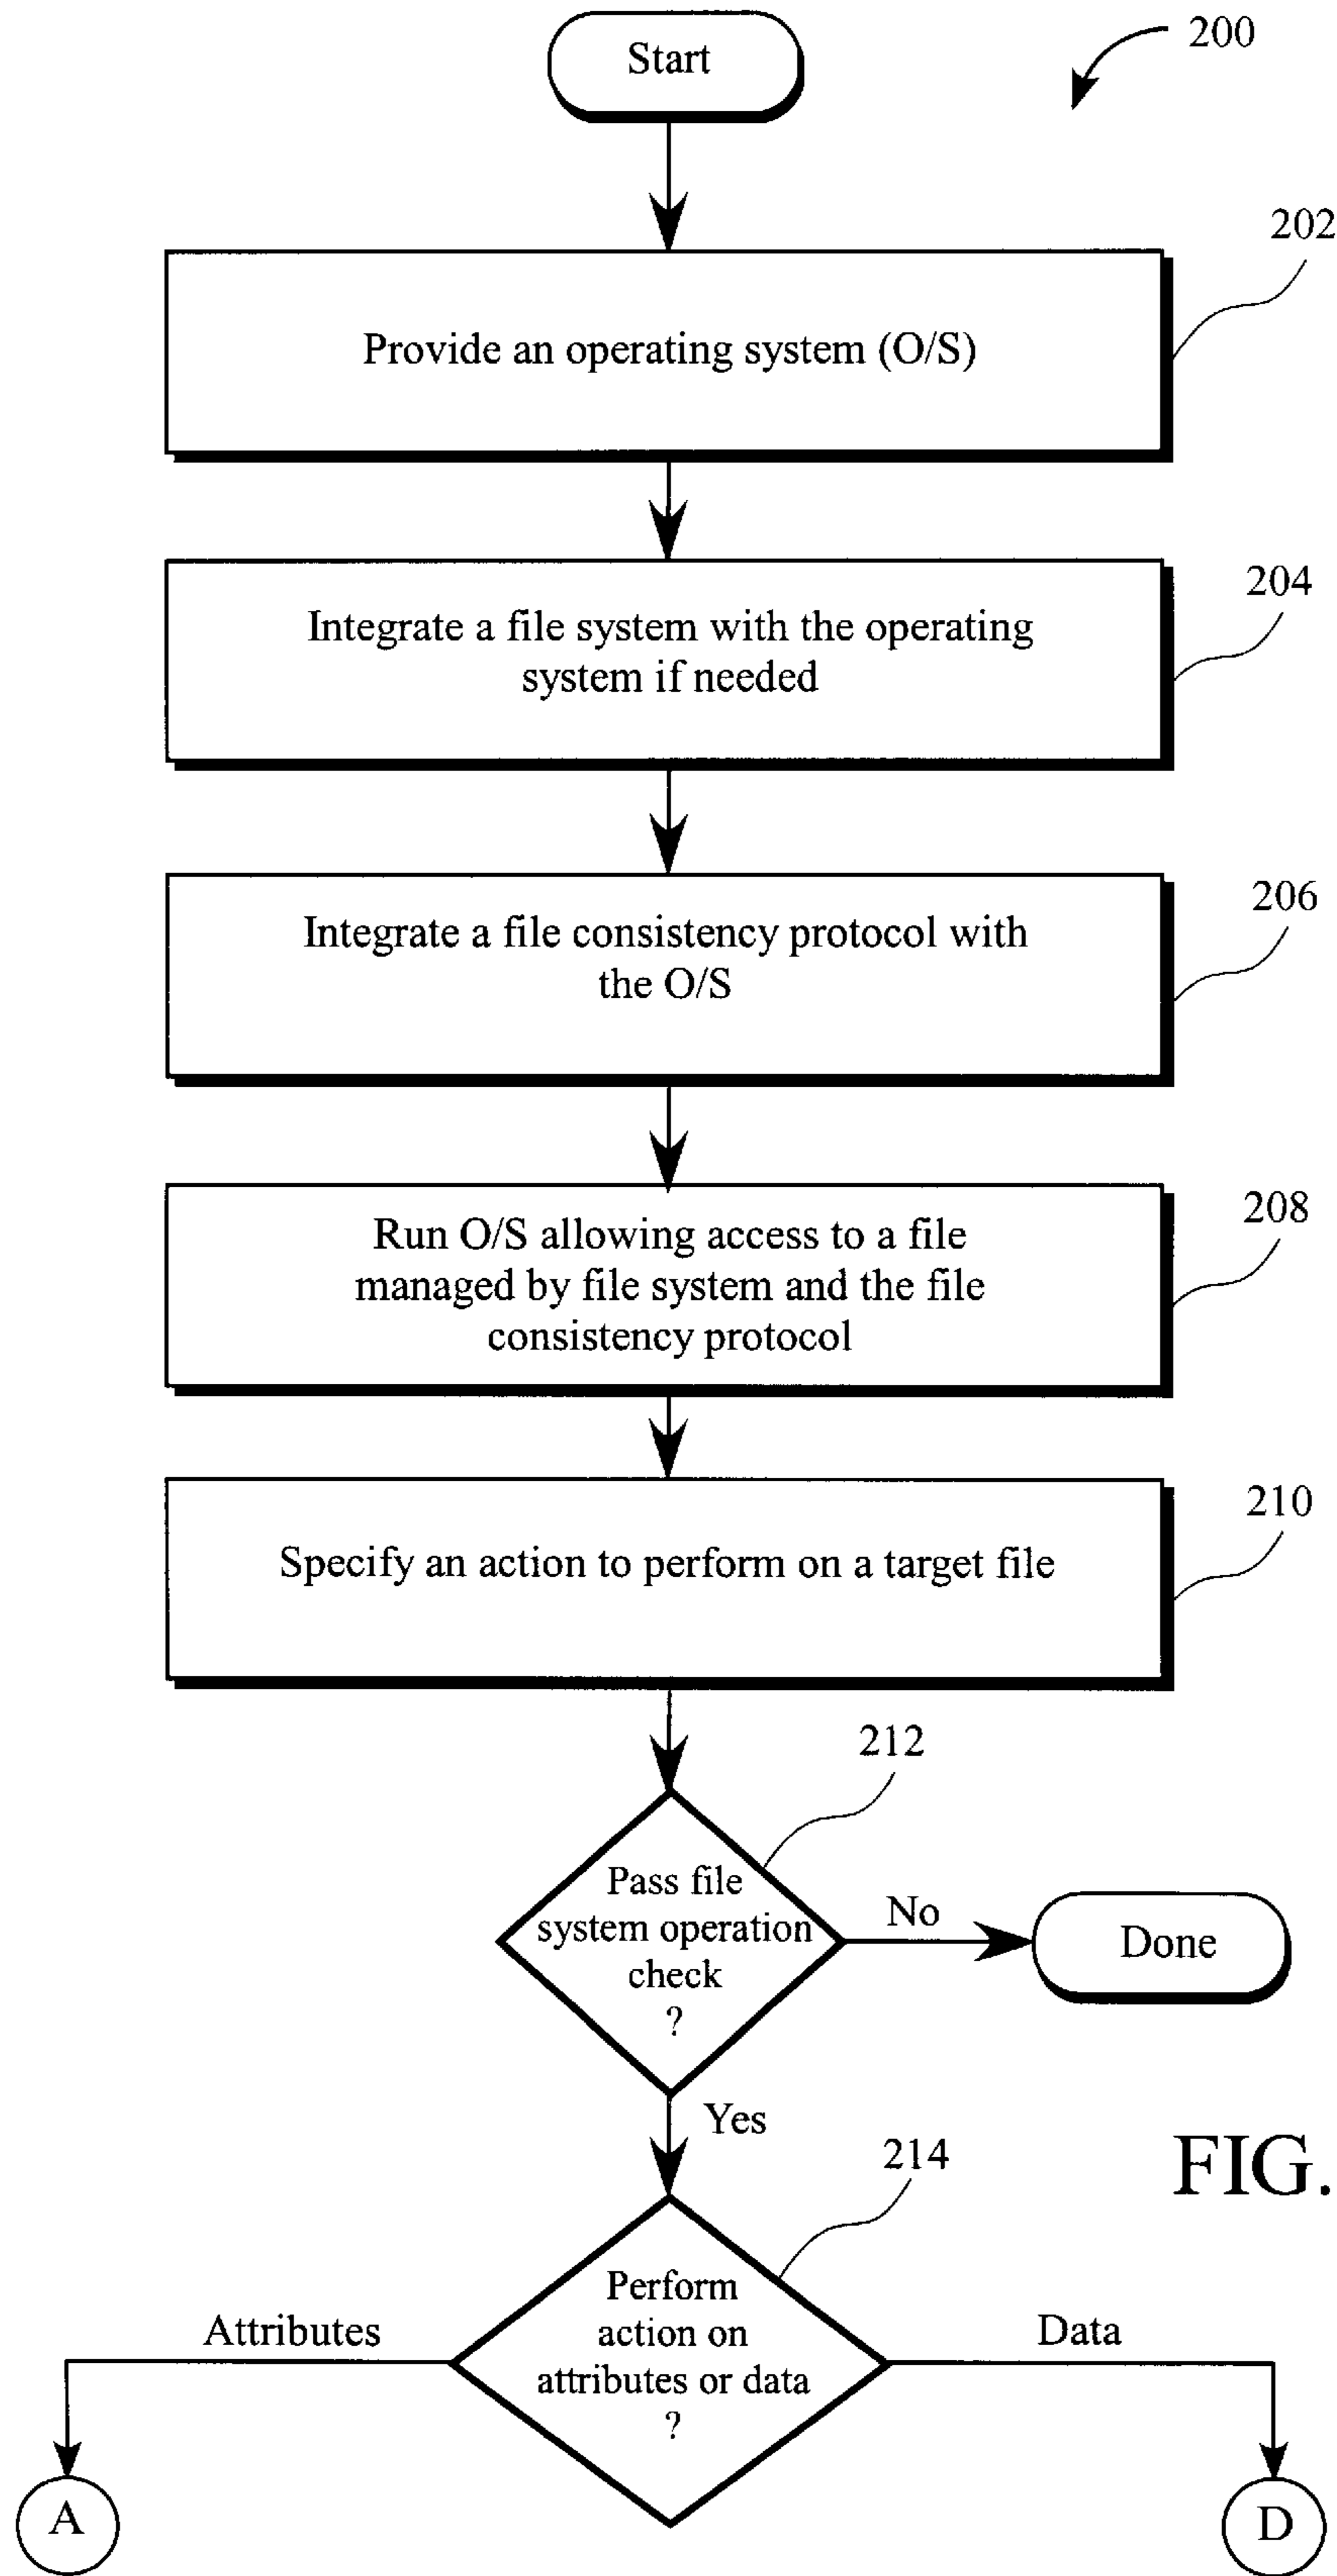 Start
200
202
Provide an operating system (O/S)
204
Integrate a file system with the operating
system if needed
206
Integrate a file consistency protocol with
the O/S
208
Run O/S allowing access to a file
managed by file system and the file
consistency protocol
210
Specify an action to perform on a target file
212
Pass file
system operation
check
?
No
Done
Yes
214
FIG.
Perform
action on
attributes or data
?
Attributes
Data
A
D